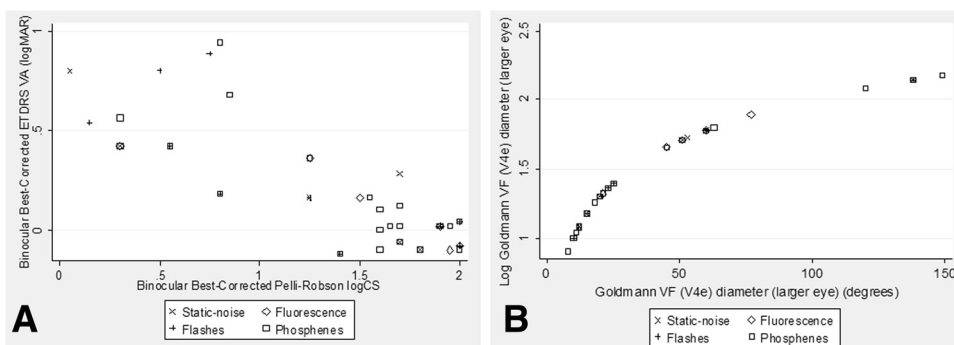 Binocular Best-Corrected ETDRS VA (logMAR)
1
.5
0
0 .5 1 1.5 2
Binocular Best-Corrected Pelli-Robson logCS
× Static-noise ◇ Fluorescence
+ Flashes □ Phosphenes
A
Log Goldmann VF (V4e) diameter (larger eye)
2.5
2
1.5
1
0 50 100 150
Goldmann VF (V4e) diameter (larger eye) (degrees)
× Static-noise ◇ Fluorescence
+ Flashes □ Phosphenes
B